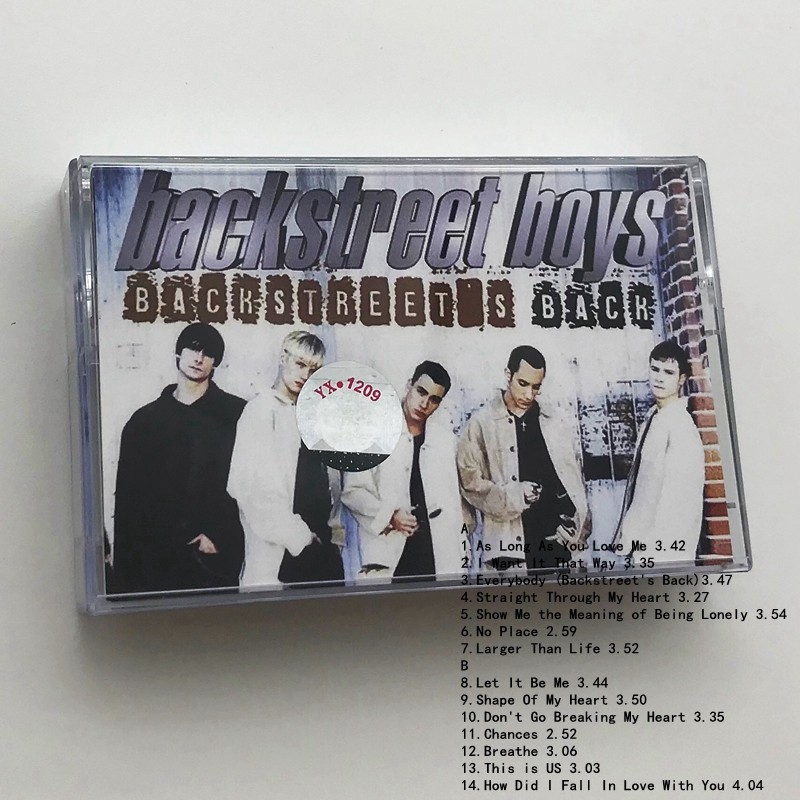 backstreet boys
BACKSTREET'S BACK
YX•1209
A
1.As Long As You Love Me 3.42
2.I Want It That Way 3.35
3.Everybody (Backstreet's Back)3.47
4.Straight Through My Heart 3.27
5.Show Me the Meaning of Being Lonely 3.54
6.No Place 2.59
7.Larger Than Life 3.52
B
8.Let It Be Me 3.44
9.Shape Of My Heart 3.50
10.Don't Go Breaking My Heart 3.35
11.Chances 2.52
12.Breathe 3.06
13.This is US 3.03
14.How Did I Fall In Love With You 4.04